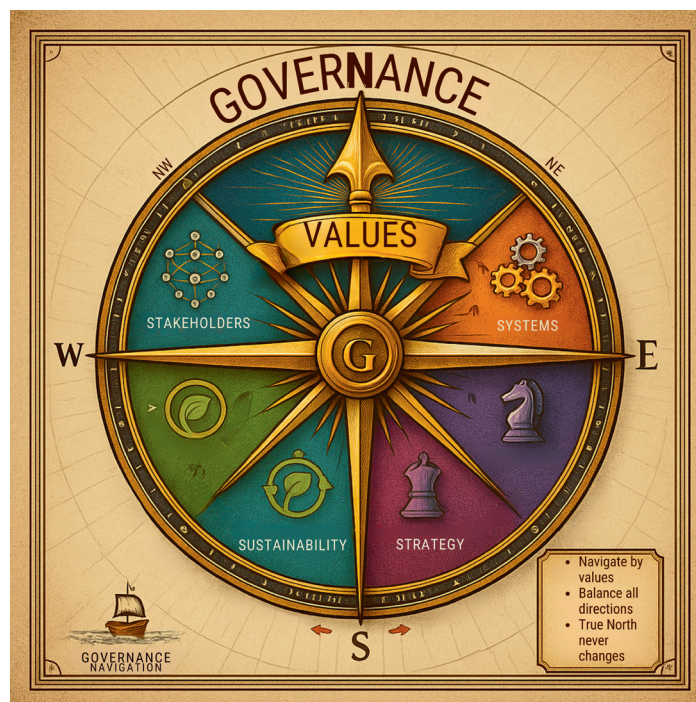 GOVERNANCE
NW
NE
VALUES
STAKEHOLDERS
SYSTEMS
W
G
E
SUSTAINABILITY
STRATEGY
S
• Navigate by
values
• Balance all
directions
• True North
never
changes
GOVERNANCE
NAVIGATION